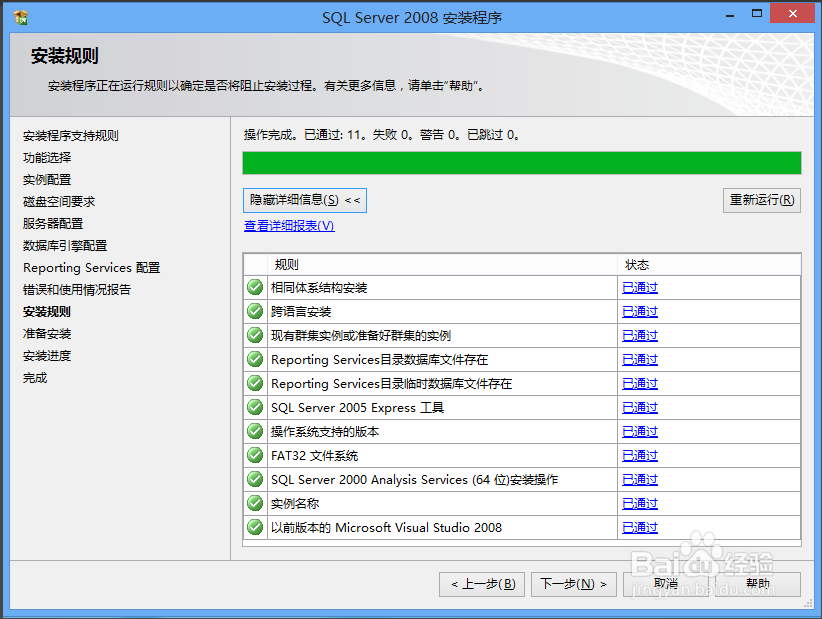 SQL Server 2008 安装程序
安装规则
安装程序正在运行规则以确定是否将阻止安装过程。有关更多信息，请单击“帮助”。
安装程序支持规则
功能选择
实例配置
磁盘空间要求
服务器配置
数据库引擎配置
Reporting Services 配置
错误和使用情况报告
安装规则
准备安装
安装进度
完成
操作完成。已通过: 11。失败 0。警告 0。已跳过 0。
隐藏详细信息(S) <<
重新运行(R)
查看详细报表(V)
规则 状态
相同体系结构安装 已通过
跨语言安装 已通过
现有群集实例或准备好群集的实例 已通过
Reporting Services目录数据库文件存在 已通过
Reporting Services目录临时数据库文件存在 已通过
SQL Server 2005 Express 工具 已通过
操作系统支持的版本 已通过
FAT32 文件系统 已通过
SQL Server 2000 Analysis Services (64 位)安装操作 已通过
实例名称 已通过
以前版本的 Microsoft Visual Studio 2008 已通过
< 上一步(B) 下一步(N) > 取消 帮助
Baidu 经验
jingyan.baidu.com